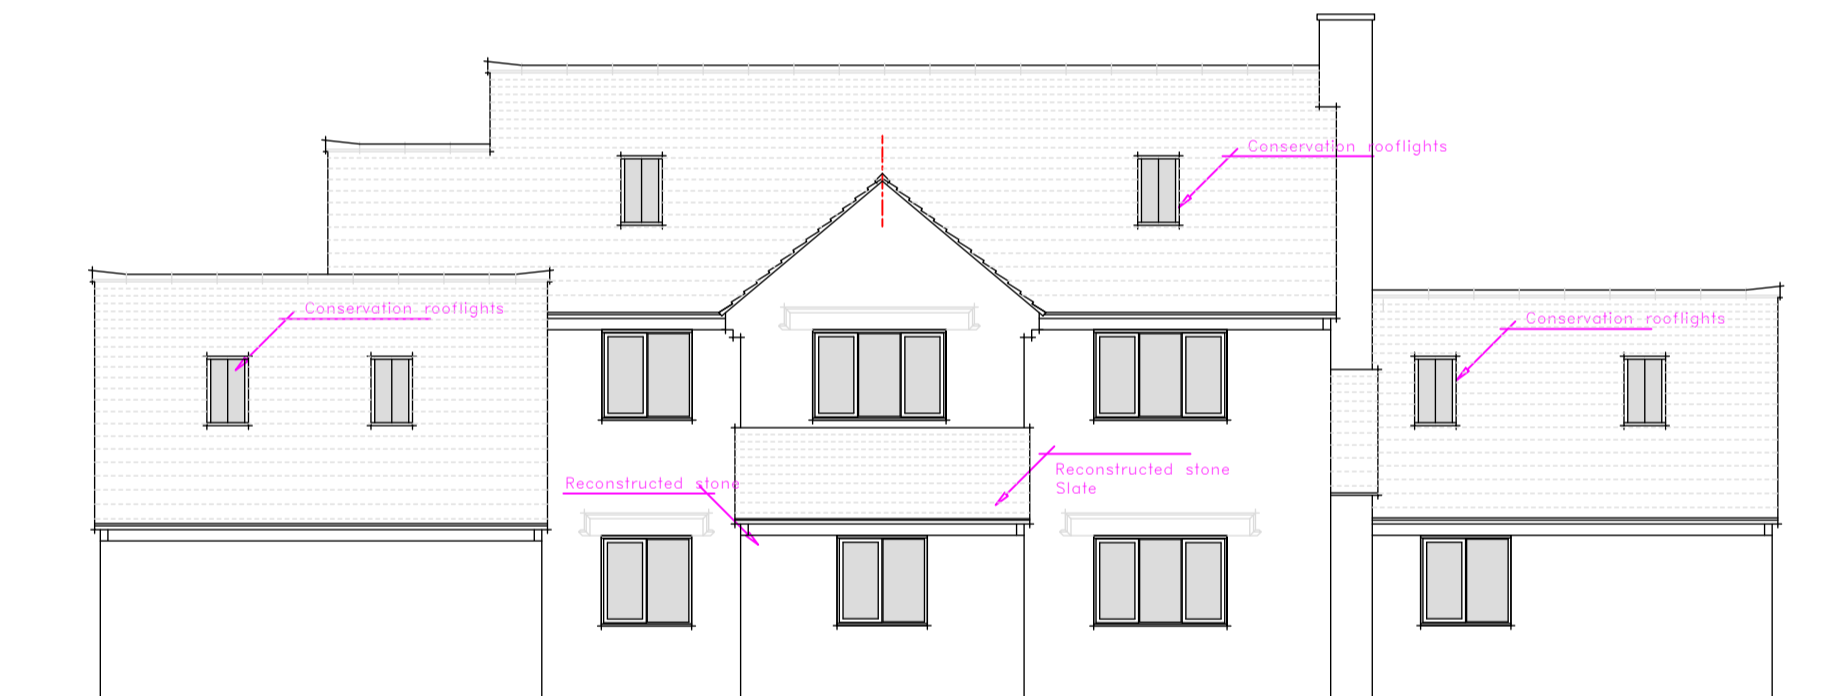 Conservation rooflights
Conservation rooflights
Conservation rooflights
Reconstructed stone
Slate
Reconstructed stone